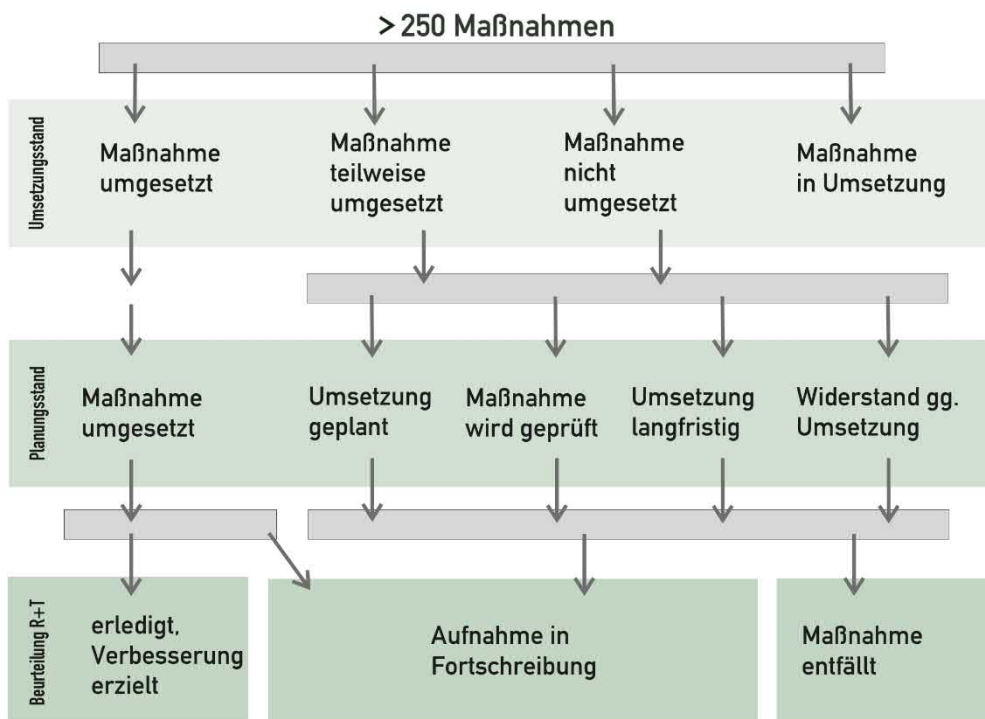 > 250 Maßnahmen
Umsetzungsstand
Maßnahme
umgesetzt
Maßnahme
teilweise
umgesetzt
Maßnahme
nicht
umgesetzt
Maßnahme
in Umsetzung
Planungsstand
Maßnahme
umgesetzt
Umsetzung
geplant
Maßnahme
wird geprüft
Umsetzung
langfristig
Widerstand gg.
Umsetzung
Beurteilung R+T
erledigt,
Verbesserung
erzielt
Aufnahme in
Fortschreibung
Maßnahme
entfällt